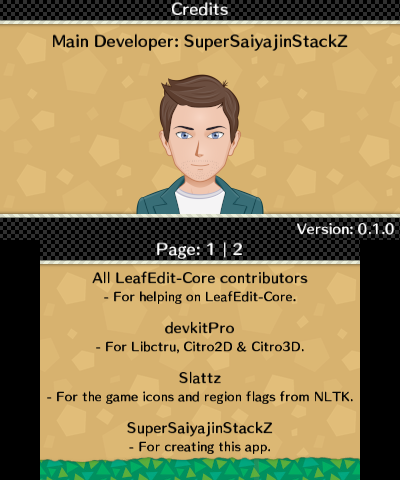 Credits
Main Developer: SuperSaiyajinStackZ
Version: 0.1.0
Page: 1 | 2
All LeafEdit-Core contributors
- For helping on LeafEdit-Core.
devkitPro
- For Libctru, Citro2D & Citro3D.
Slattz
- For the game icons and region flags from NLTK.
SuperSaiyajinStackZ
- For creating this app.